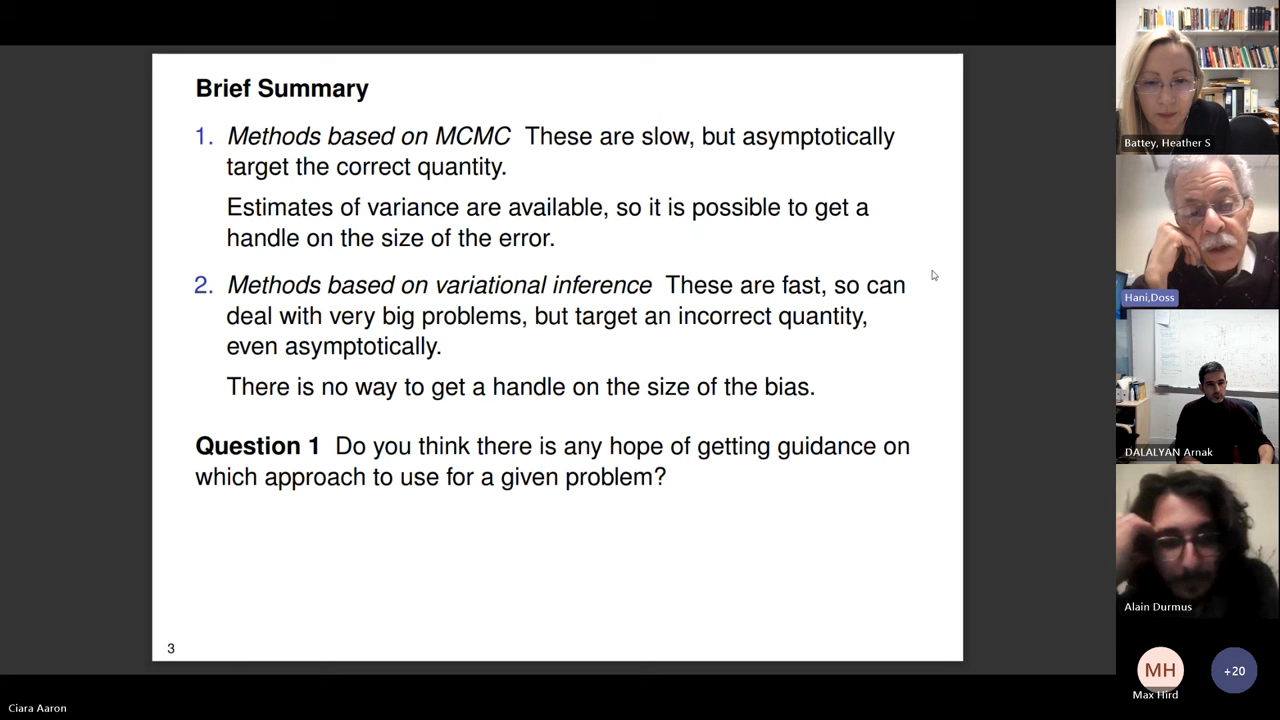 Brief Summary
1. Methods based on MCMC These are slow, but asymptotically
target the correct quantity.
Estimates of variance are available, so it is possible to get a
handle on the size of the error.
2. Methods based on variational inference These are fast, so can
deal with very big problems, but target an incorrect quantity,
even asymptotically.
There is no way to get a handle on the size of the bias.
Question 1 Do you think there is any hope of getting guidance on
which approach to use for a given problem?
3
Battey, Heather S
Hani,Doss
DALALYAN Arnak
Alain Durmus
MH
Max Hird
+20
Ciara Aaron